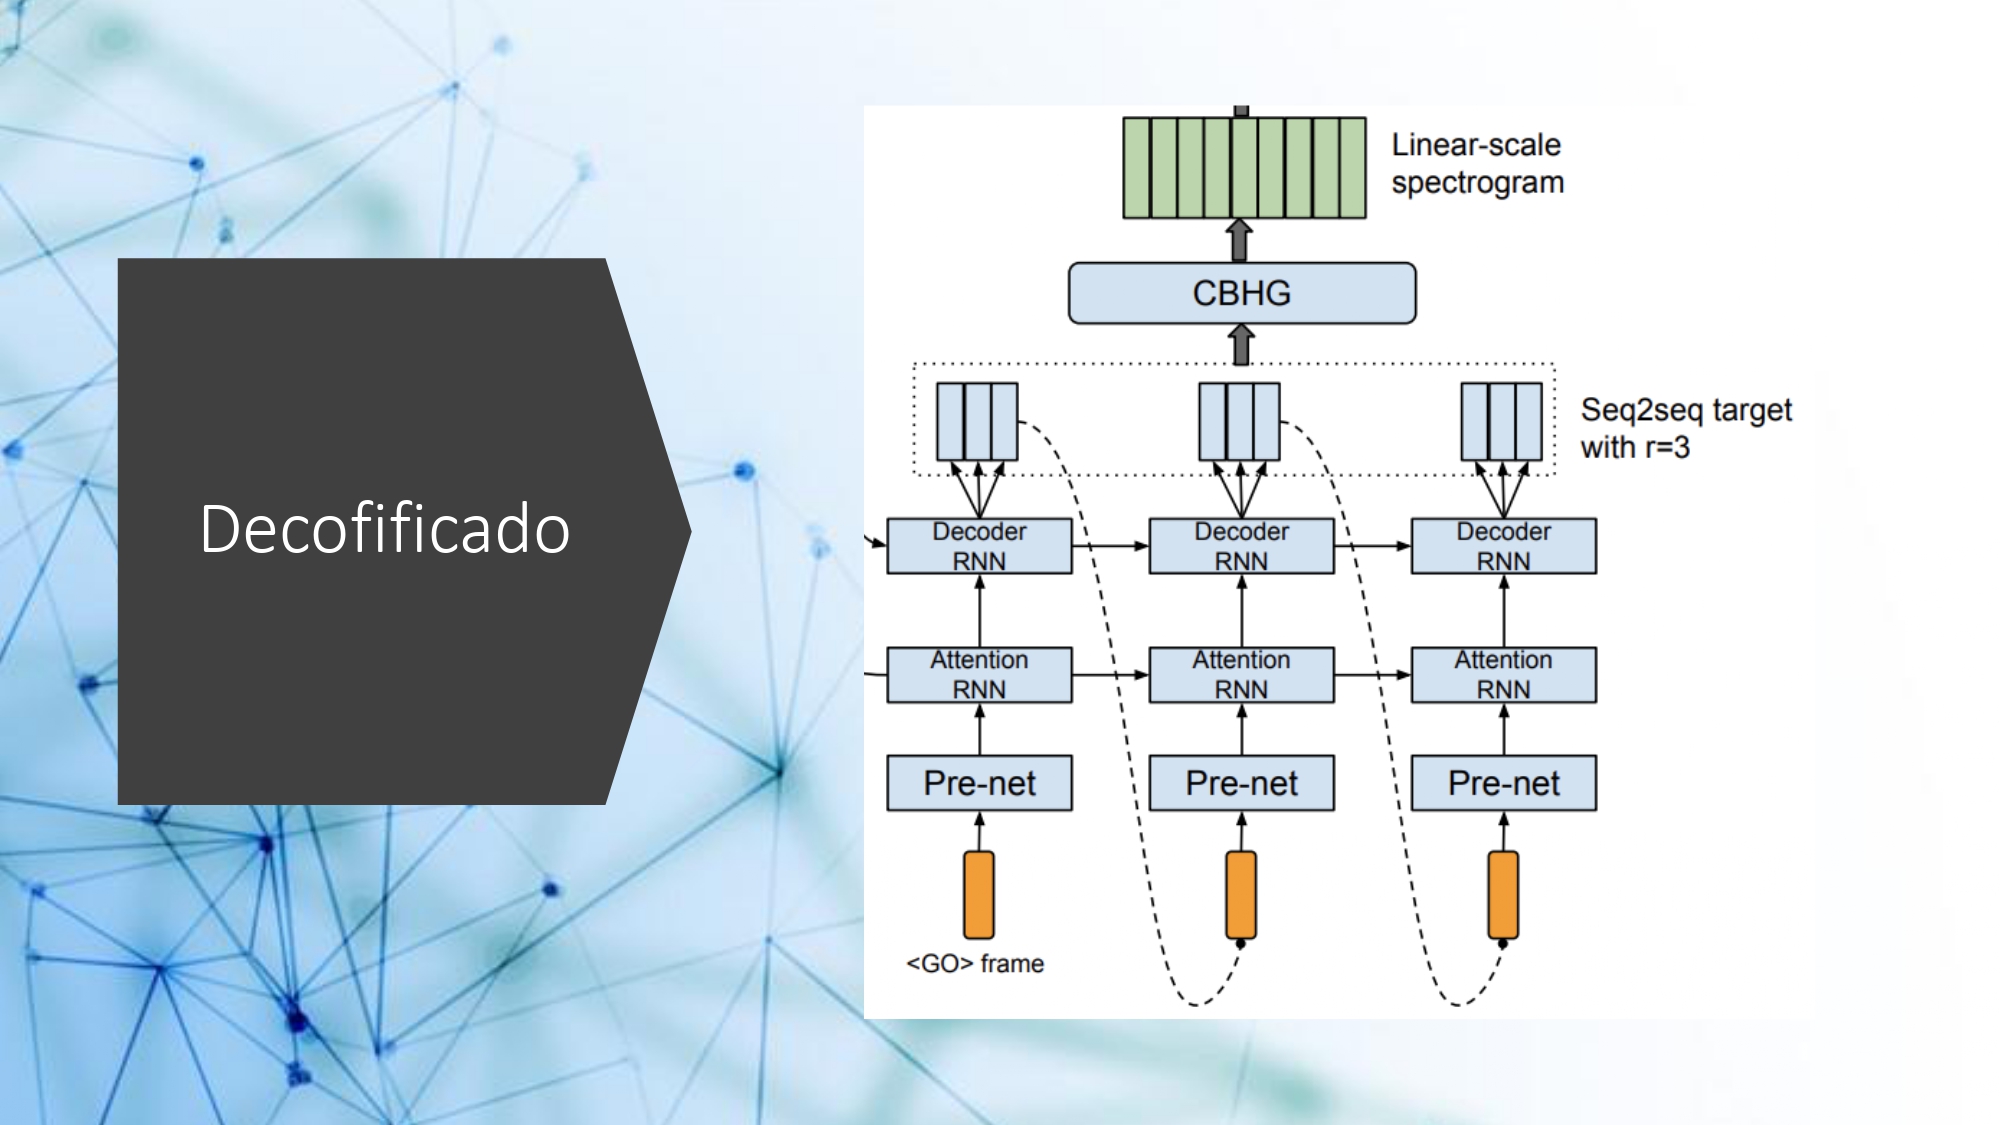 Decofificado
Linear-scale
spectrogram
CBHG
Seq2seq target
with r=3
Decoder
RNN
Decoder
RNN
Decoder
RNN
Attention
RNN
Attention
RNN
Attention
RNN
Pre-net
Pre-net
Pre-net
<GO> frame